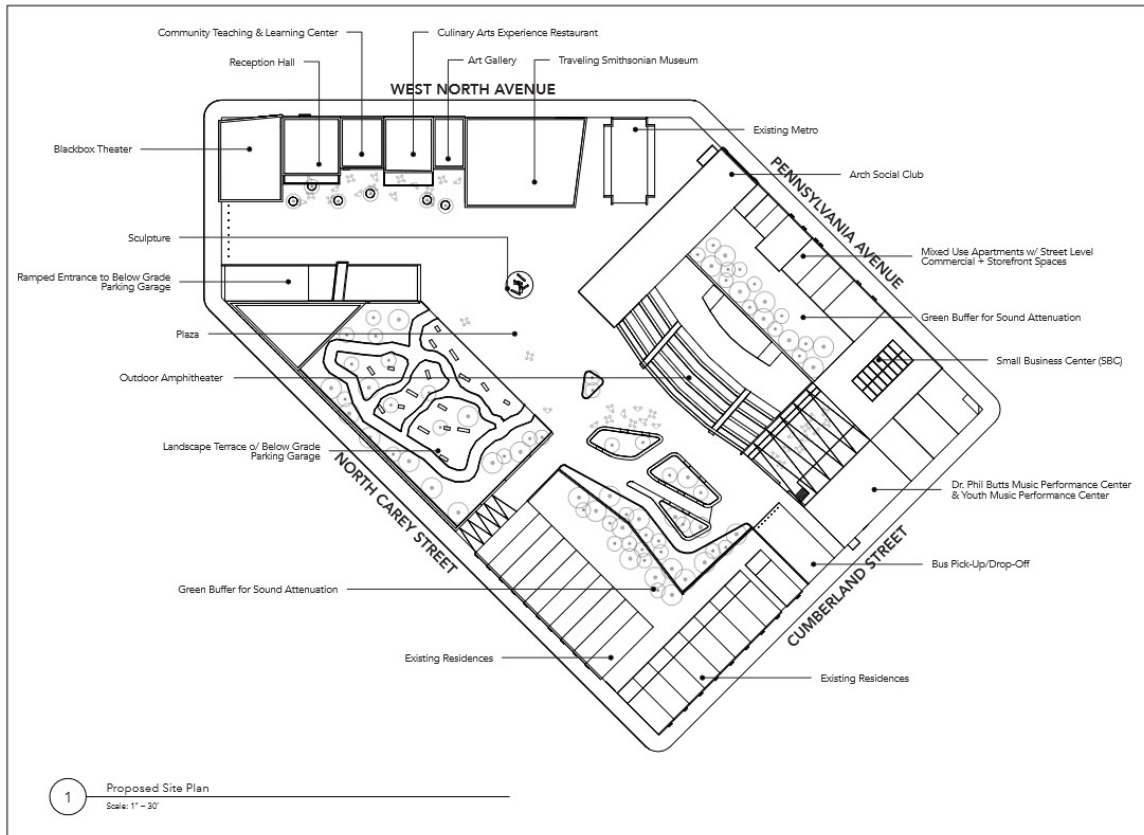 Community Teaching & Learning Center
Culinary Arts Experience Restaurant
Reception Hall
Art Gallery
Traveling Smithsonian Museum
WEST NORTH AVENUE
Existing Metro
Blackbox Theater
Arch Social Club
PENNSYLVANIA AVENUE
Sculpture
Mixed Use Apartments w/ Street Level
Commercial + Storefront Spaces
Ramped Entrance to Below Grade
Parking Garage
Green Buffer for Sound Attenuation
Plaza
Small Business Center (SBC)
Outdoor Amphitheater
Landscape Terrace o/ Below Grade
Parking Garage
NORTH CAREY STREET
Dr. Phil Butts Music Performance Center
& Youth Music Performance Center
Bus Pick-Up/Drop-Off
CUMBERLAND STREET
Green Buffer for Sound Attenuation
Existing Residences
Existing Residences
1
Proposed Site Plan
Scale: 1" – 30'